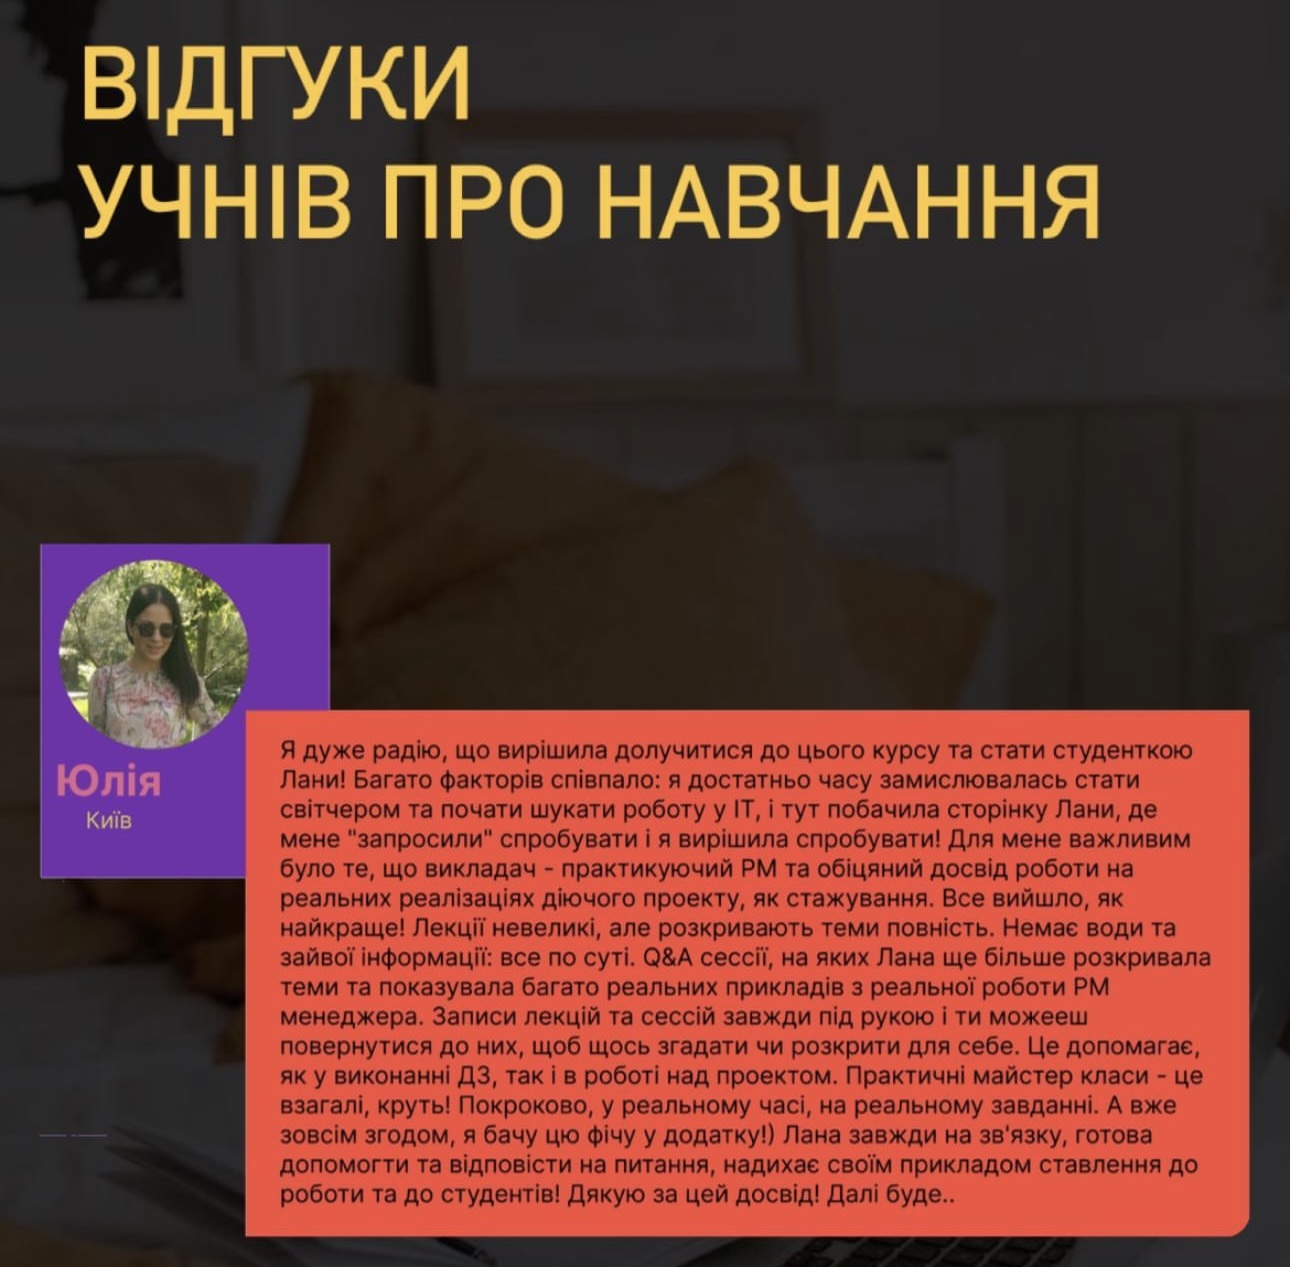 ВІДГУКИ
УЧНІВ ПРО НАВЧАННЯ
Юлія
Київ
Я дуже радію, що вирішила долучитися до цього курсу та стати студенткою
Лани! Багато факторів співпало: я достатньо часу замислювалась стати
світчером та почати шукати роботу у ІТ, і тут побачила сторінку Лани, де
мене "запросили" спробувати і я вирішила спробувати! Для мене важливим
було те, що викладач - практикуючий PM та обіцяний досвід роботи на
реальних реалізаціях діючого проекту, як стажування. Все вийшло, як
найкраще! Лекції невеликі, але розкривають теми повність. Немає води та
зайвої інформації: все по суті. Q&A сессії, на яких Лана ще більше розкривала
теми та показувала багато реальних прикладів з реальної роботи PM
менеджера. Записи лекцій та сессій завжди під рукою і ти можееш
повернутися до них, щоб щось згадати чи розкрити для себе. Це допомагає,
як у виконанні ДЗ, так і в роботі над проектом. Практичні майстер класи - це
взагалі, круть! Покроково, у реальному часі, на реальному завданні. А вже
зовсім згодом, я бачу цю фічу у додатку!) Лана завжди на зв'язку, готова
допомогти та відповісти на питання, надихає своїм прикладом ставлення до
роботи та до студентів! Дякую за цей досвід! Далі буде..